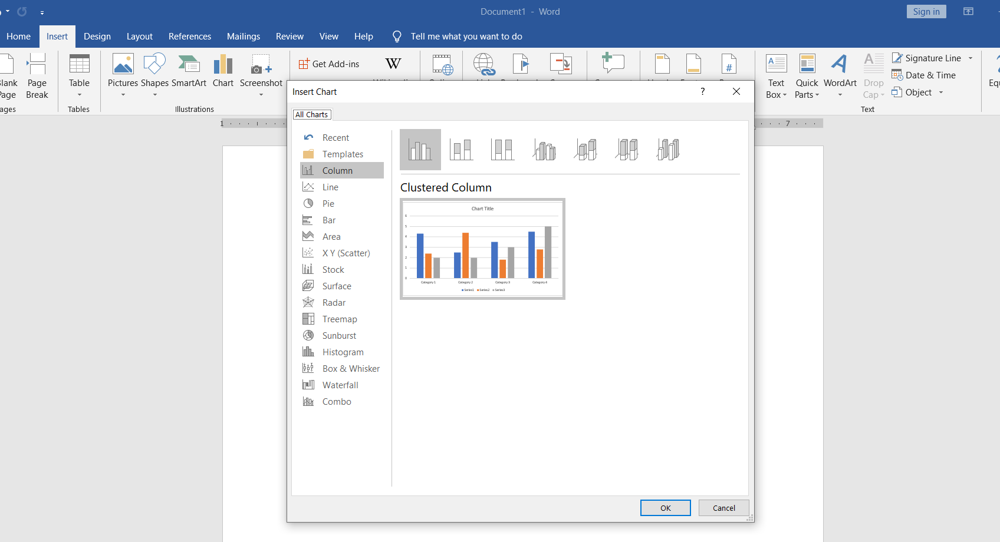 Document1 - Word
Sign in
Home Insert Design Layout References Mailings Review View Help Tell me what you want to do
Page Break
Table
Tables
Pictures Shapes SmartArt Chart Screenshot
Illustrations
Get Add-ins
W
Text Box
Quick Parts
WordArt
Drop Cap
Signature Line
Date & Time
Object
Text
1
7
Insert Chart
?
All Charts
Recent
Templates
Column
Line
Pie
Bar
Area
X Y (Scatter)
Stock
Surface
Radar
Treemap
Sunburst
Histogram
Box & Whisker
Waterfall
Combo
Clustered Column
Chart Title
6
5
4
3
2
1
0
Category 1 Category 2 Category 3 Category 4
Series1 Series2 Series3
OK
Cancel